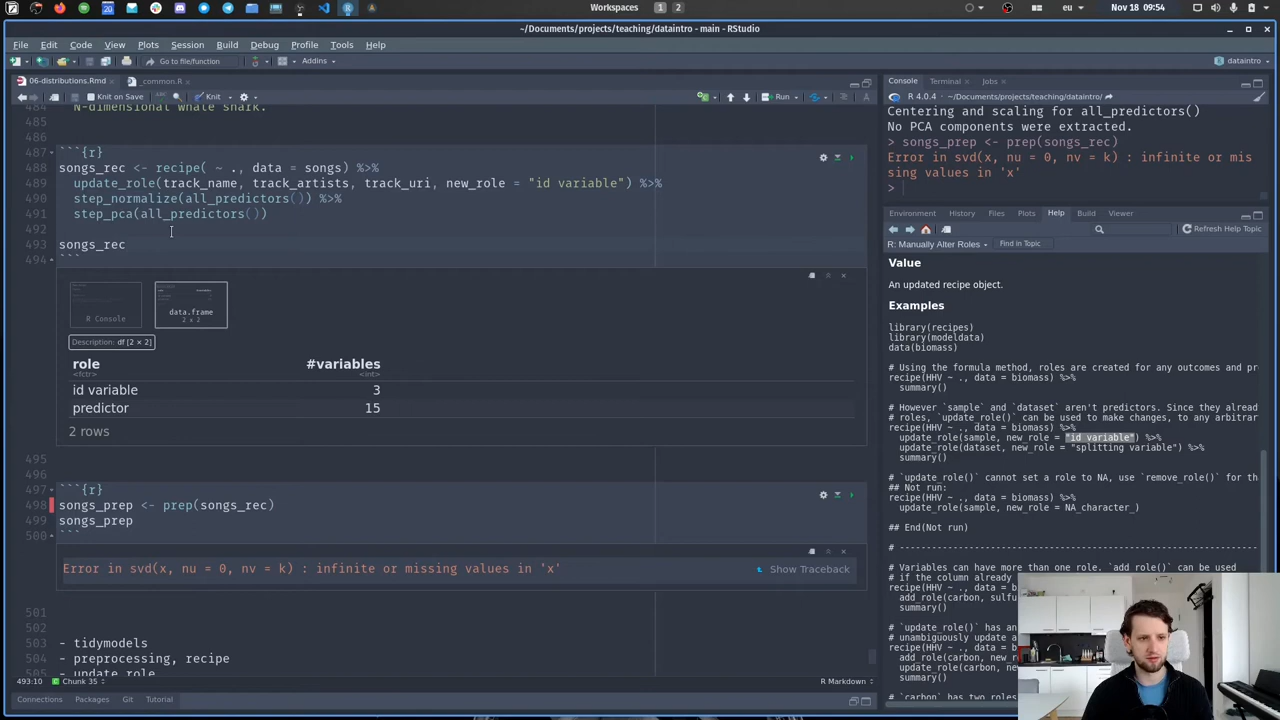 Workspaces 1 2
en
Nov 18 09:54
~/Documents/projects/teaching/dataintro - main - RStudio
File Edit View Code Plots Session Build Debug Profile Tools Help
Go to file/function
Addins
dataintro
06-distributions.Rmd
_common.R
Knit on Save
Knit
Run
484 N-dimensional whale shark.
485
486
487 ```{r}
488 songs_rec <- recipe( ~ ., data = songs) %>%
489 update_role(track_name, track_artists, track_uri, new_role = "id variable") %>%
490 step_normalize(all_predictors()) %>%
491 step_pca(all_predictors())
492
493 songs_rec
494 ```
R Console
data.frame
2 x 2
Description: df [2 × 2]
role #variables
<fctr> <int>
id variable 3
predictor 15
2 rows
495
496
497 ```{r}
498 songs_prep <- prep(songs_rec)
499 songs_prep
500 ```
Error in svd(x, nu = 0, nv = k) : infinite or missing values in 'x'
Show Traceback
501
502
503 - tidymodels
504 - preprocessing, recipe
505 - update role
493:10 Chunk 35
R Markdown
Connections Packages Git Tutorial
Console Terminal Jobs
R 4.0.4 · ~/Documents/projects/teaching/dataintro/
Centering and scaling for all_predictors()
No PCA components were extracted.
> songs_prep <- prep(songs_rec)
Error in svd(x, nu = 0, nv = k) : infinite or mis
sing values in 'x'
>
Environment History Files Plots Help Build Viewer
Refresh Help Topic
R: Manually Alter Roles
Find in Topic
Value
An updated recipe object.
Examples
library(recipes)
library(modeldata)
data(biomass)
# Using the formula method, roles are created for any outcomes and pr
recipe(HHV ~ ., data = biomass) %>%
summary()
# However `sample` and `dataset` aren't predictors. Since they alread
# roles, `update_role()` can be used to make changes, to any arbitrar
recipe(HHV ~ ., data = biomass) %>%
update_role(sample, new_role = "id variable") %>%
update_role(dataset, new_role = "splitting variable") %>%
summary()
# `update_role()` cannot set a role to NA, use `remove_role()` for th
## Not run:
recipe(HHV ~ ., data = biomass) %>%
update_role(sample, new_role = NA_character_)
## End(Not run)
# ----------------------------------------------------------------
# Variables can have more than one role. `add_role()` can be used
# if the column already
recipe(HHV ~ ., data = b
add_role(carbon, sulfu
summary()
# `update_role()` has an
# unambiguously update a
recipe(HHV ~ ., data = b
add_role(carbon, new_r
update_role(carbon, ne
summary()
# `carbon` has two roles